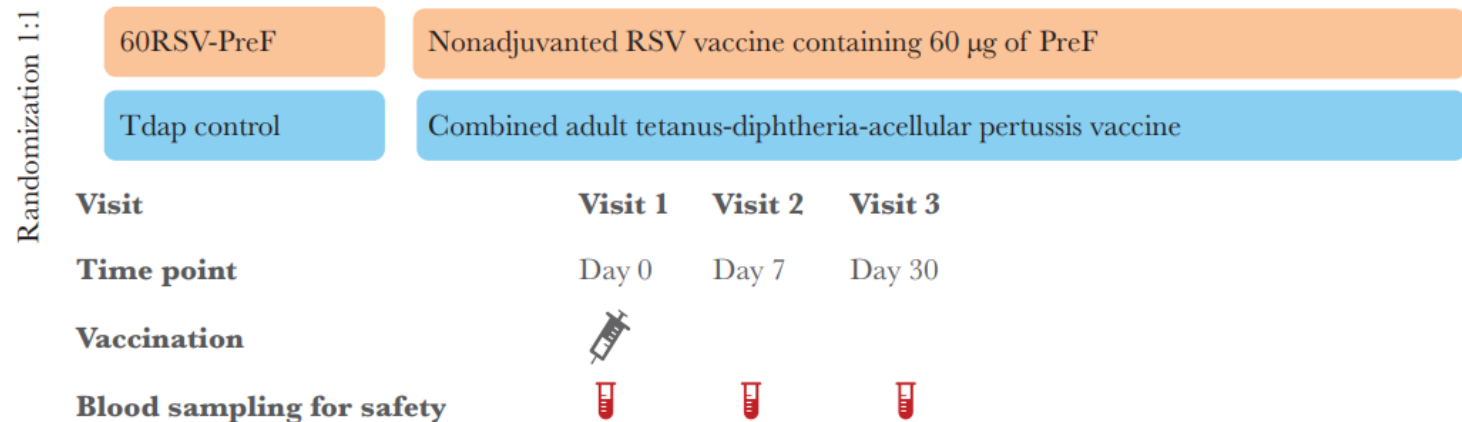 Randomization 1:1
60RSV-PreF
Nonadjuvanted RSV vaccine containing 60 μg of PreF
Tdap control
Combined adult tetanus-diphtheria-acellular pertussis vaccine
Visit Visit 1 Visit 2 Visit 3
Time point Day 0 Day 7 Day 30
Vaccination
Blood sampling for safety